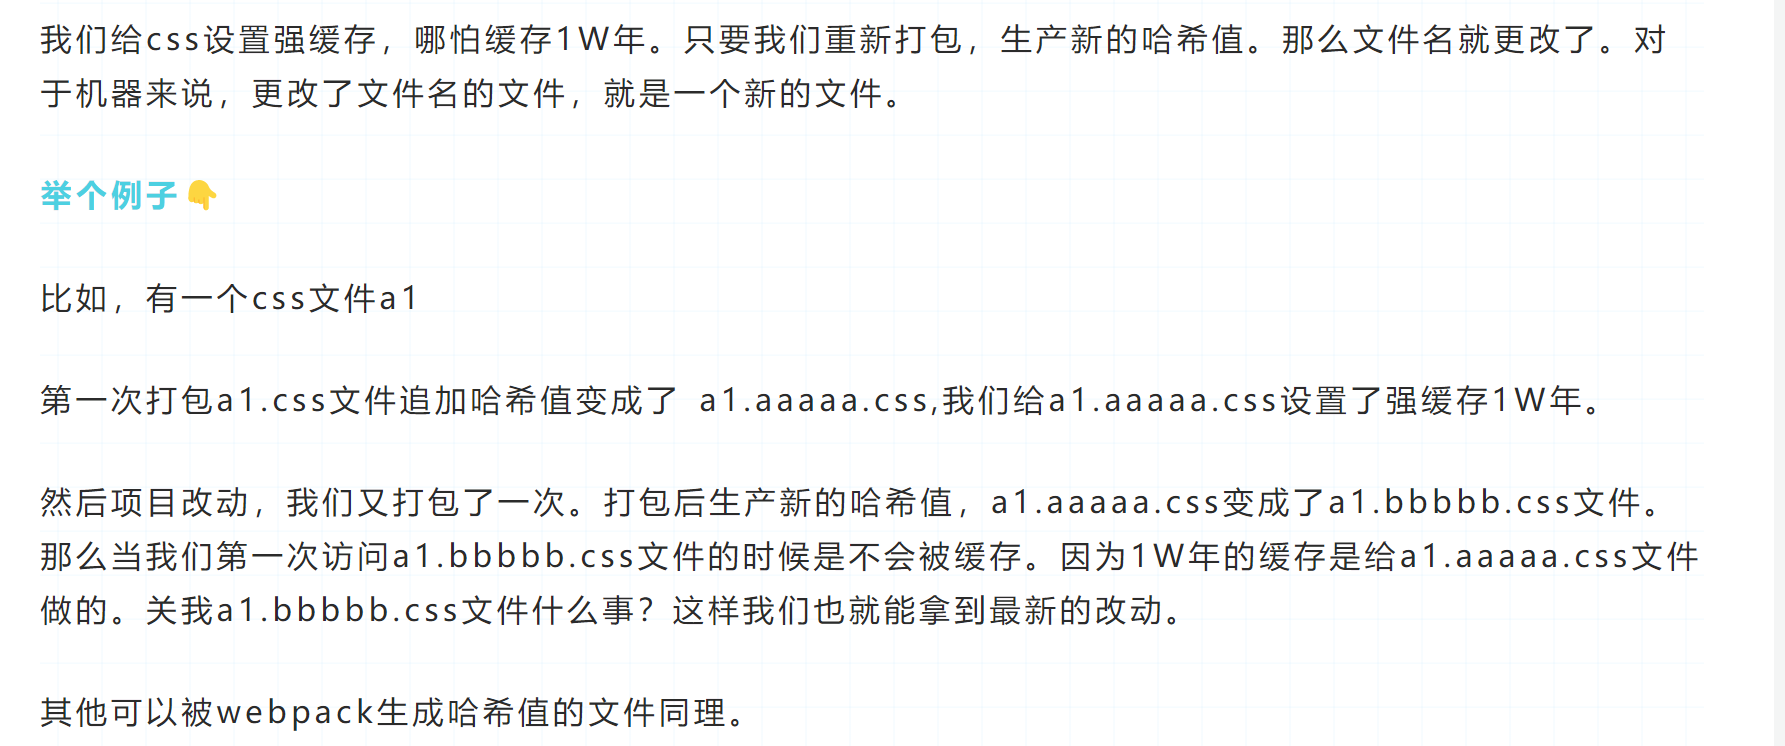 我们给css设置强缓存，哪怕缓存1W年。只要我们重新打包，生产新的哈希值。那么文件名就更改了。对
于机器来说，更改了文件名的文件，就是一个新的文件。
举个例子👇
比如，有一个css文件a1
第一次打包a1.css文件追加哈希值变成了 a1.aaaaa.css,我们给a1.aaaaa.css设置了强缓存1W年。
然后项目改动，我们又打包了一次。打包后生产新的哈希值，a1.aaaaa.css变成了a1.bbbbb.css文件。
那么当我们第一次访问a1.bbbbb.css文件的时候是不会被缓存。因为1W年的缓存是给a1.aaaaa.css文件
做的。关我a1.bbbbb.css文件什么事？这样我们也就能拿到最新的改动。
其他可以被webpack生成哈希值的文件同理。